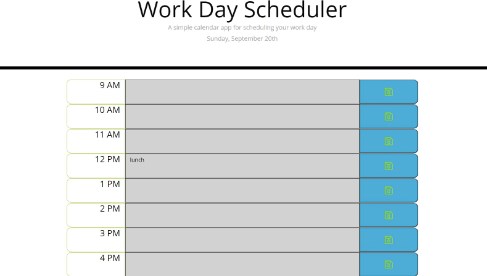 Work Day Scheduler
A simple calendar app for scheduling your work day
Sunday, September 20th
9 AM
10 AM
11 AM
12 PM lunch
1 PM
2 PM
3 PM
4 PM